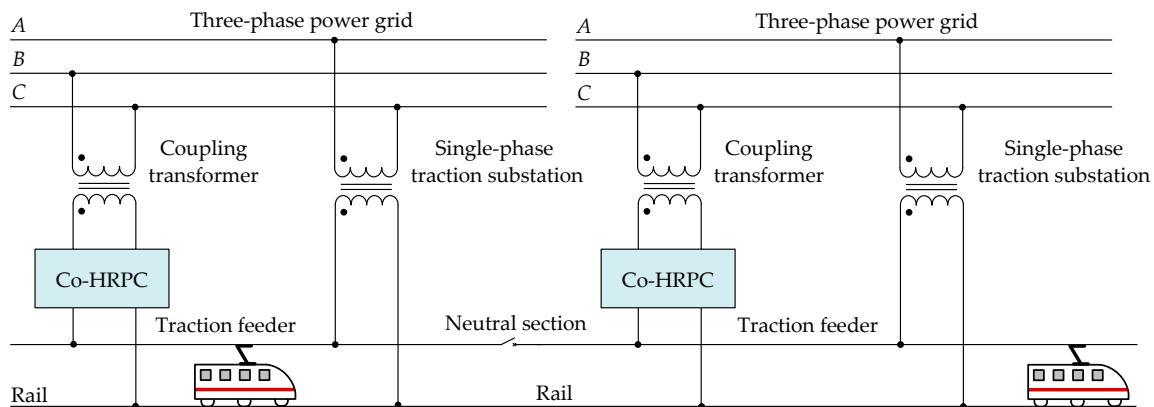 Three-phase power grid
A
B
C
Coupling
transformer
Single-phase
traction substation
Co-HRPC
Traction feeder
Rail
Neutral section
Three-phase power grid
A
B
C
Coupling
transformer
Single-phase
traction substation
Co-HRPC
Traction feeder
Rail